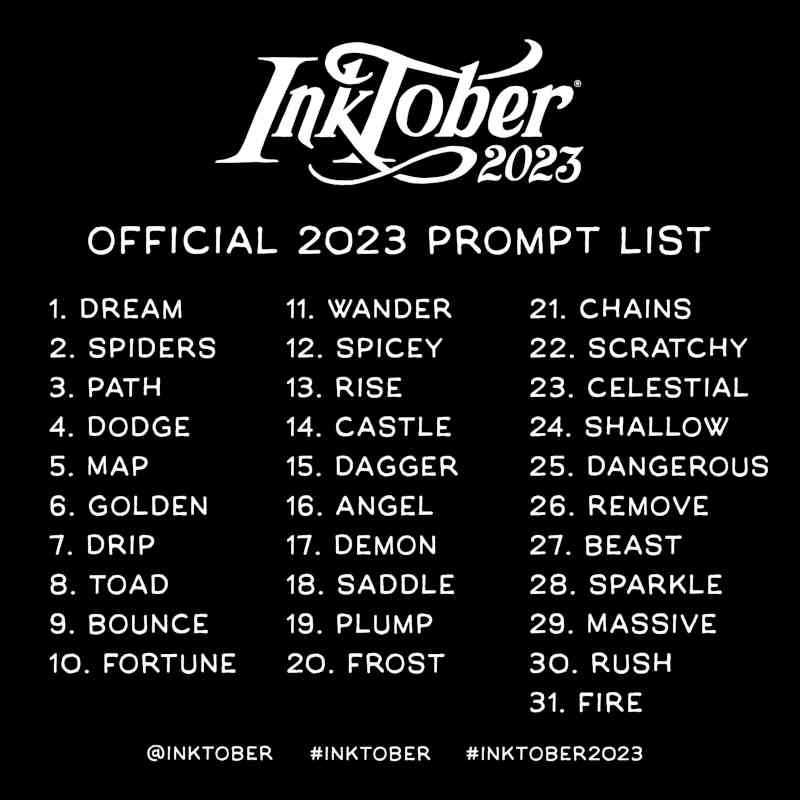 InkTober®
2023
OFFICIAL 2023 PROMPT LIST
1. DREAM
2. SPIDERS
3. PATH
4. DODGE
5. MAP
6. GOLDEN
7. DRIP
8. TOAD
9. BOUNCE
10. FORTUNE
11. WANDER
12. SPICEY
13. RISE
14. CASTLE
15. DAGGER
16. ANGEL
17. DEMON
18. SADDLE
19. PLUMP
20. FROST
21. CHAINS
22. SCRATCHY
23. CELESTIAL
24. SHALLOW
25. DANGEROUS
26. REMOVE
27. BEAST
28. SPARKLE
29. MASSIVE
30. RUSH
31. FIRE
@INKTOBER #INKTOBER #INKTOBER2023